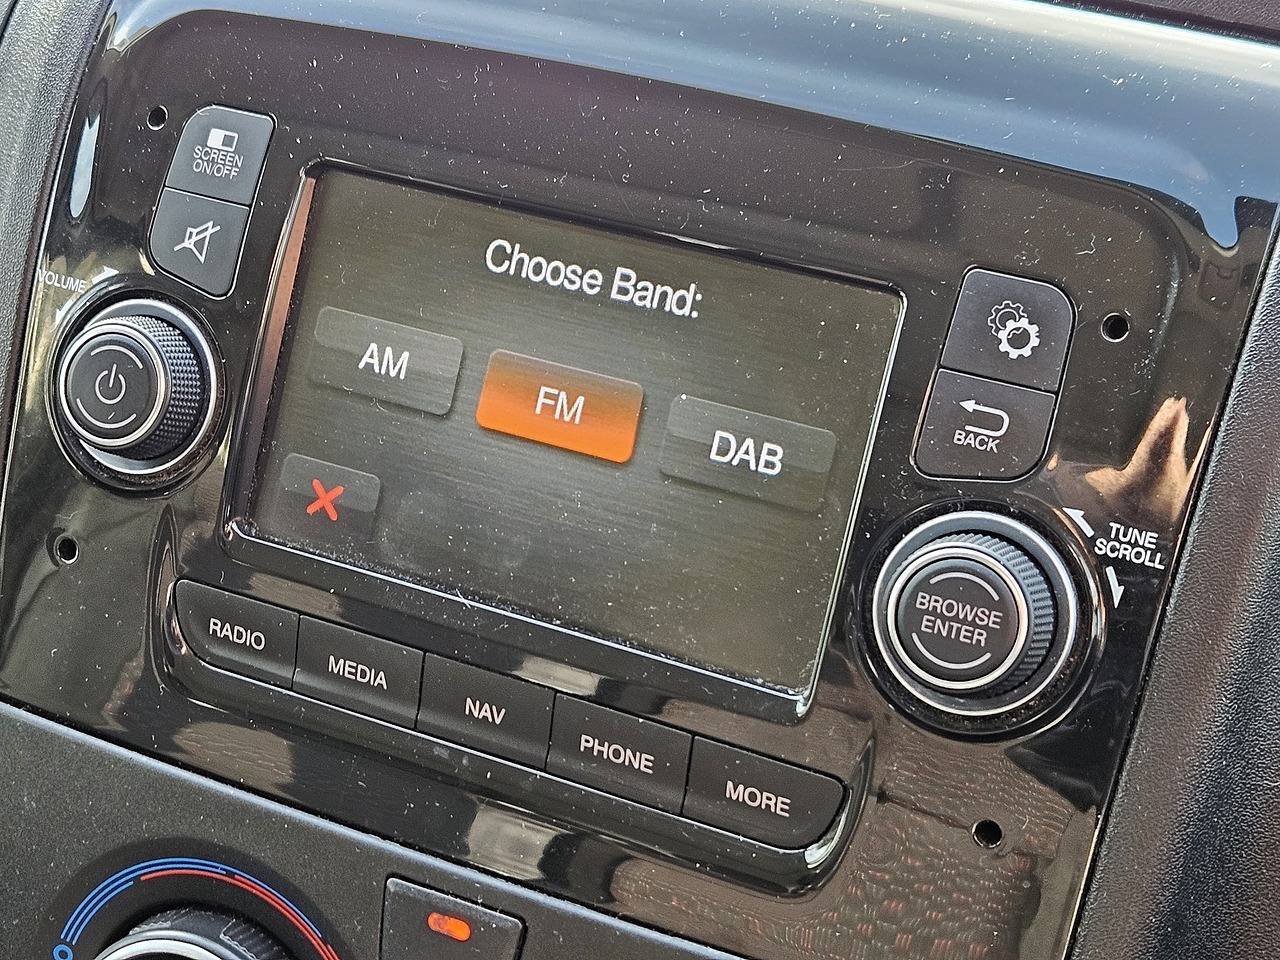 SCREEN
ON/OFF
VOLUME
Choose Band:
AM
FM
DAB
BACK
TUNE
SCROLL
BROWSE
ENTER
RADIO
MEDIA
NAV
PHONE
MORE